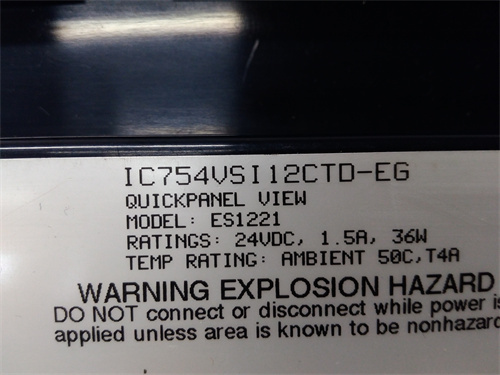 IC754VSI12CTD-EG
QUICKPANEL VIEW
MODEL: ES1221
RATINGS: 24VDC, 1.5A, 36W
TEMP RATING: AMBIENT 50C,T4A
WARNING EXPLOSION HAZARD
DO NOT connect or disconnect while power is
applied unless area is known to be nonhazard